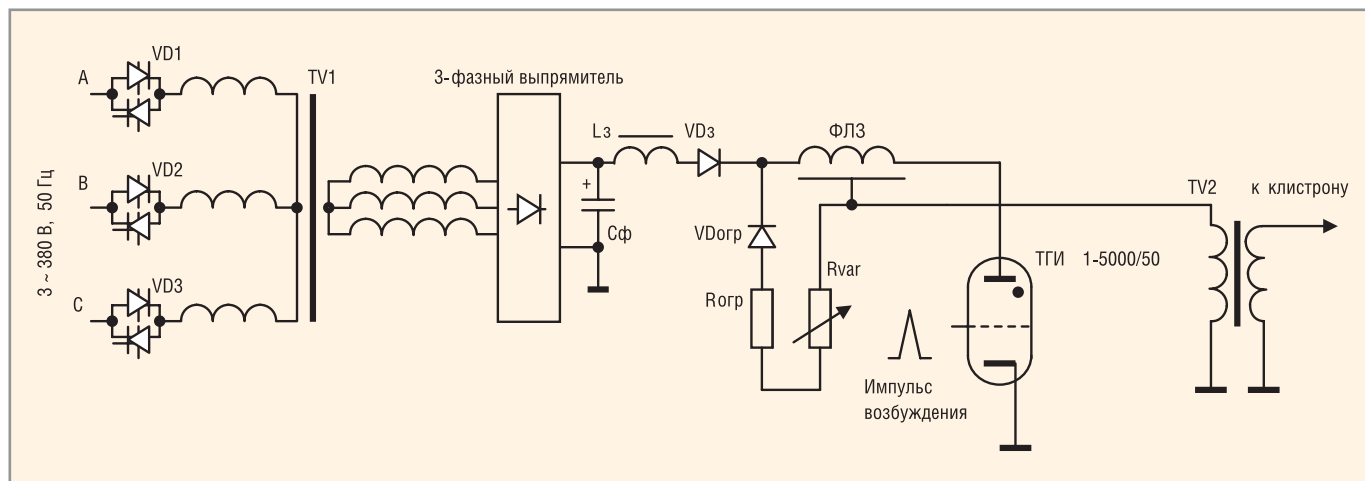 A
VD1
TV1
3-фазный выпрямитель
Lз
VDз
ФЛЗ
3 ~ 380 В, 50 Гц
B
VD2
+
Cф
VDогр
Rvar
Rогр
TV2
к клистрону
ТГИ 1-5000/50
C
VD3
Импульс
возбуждения